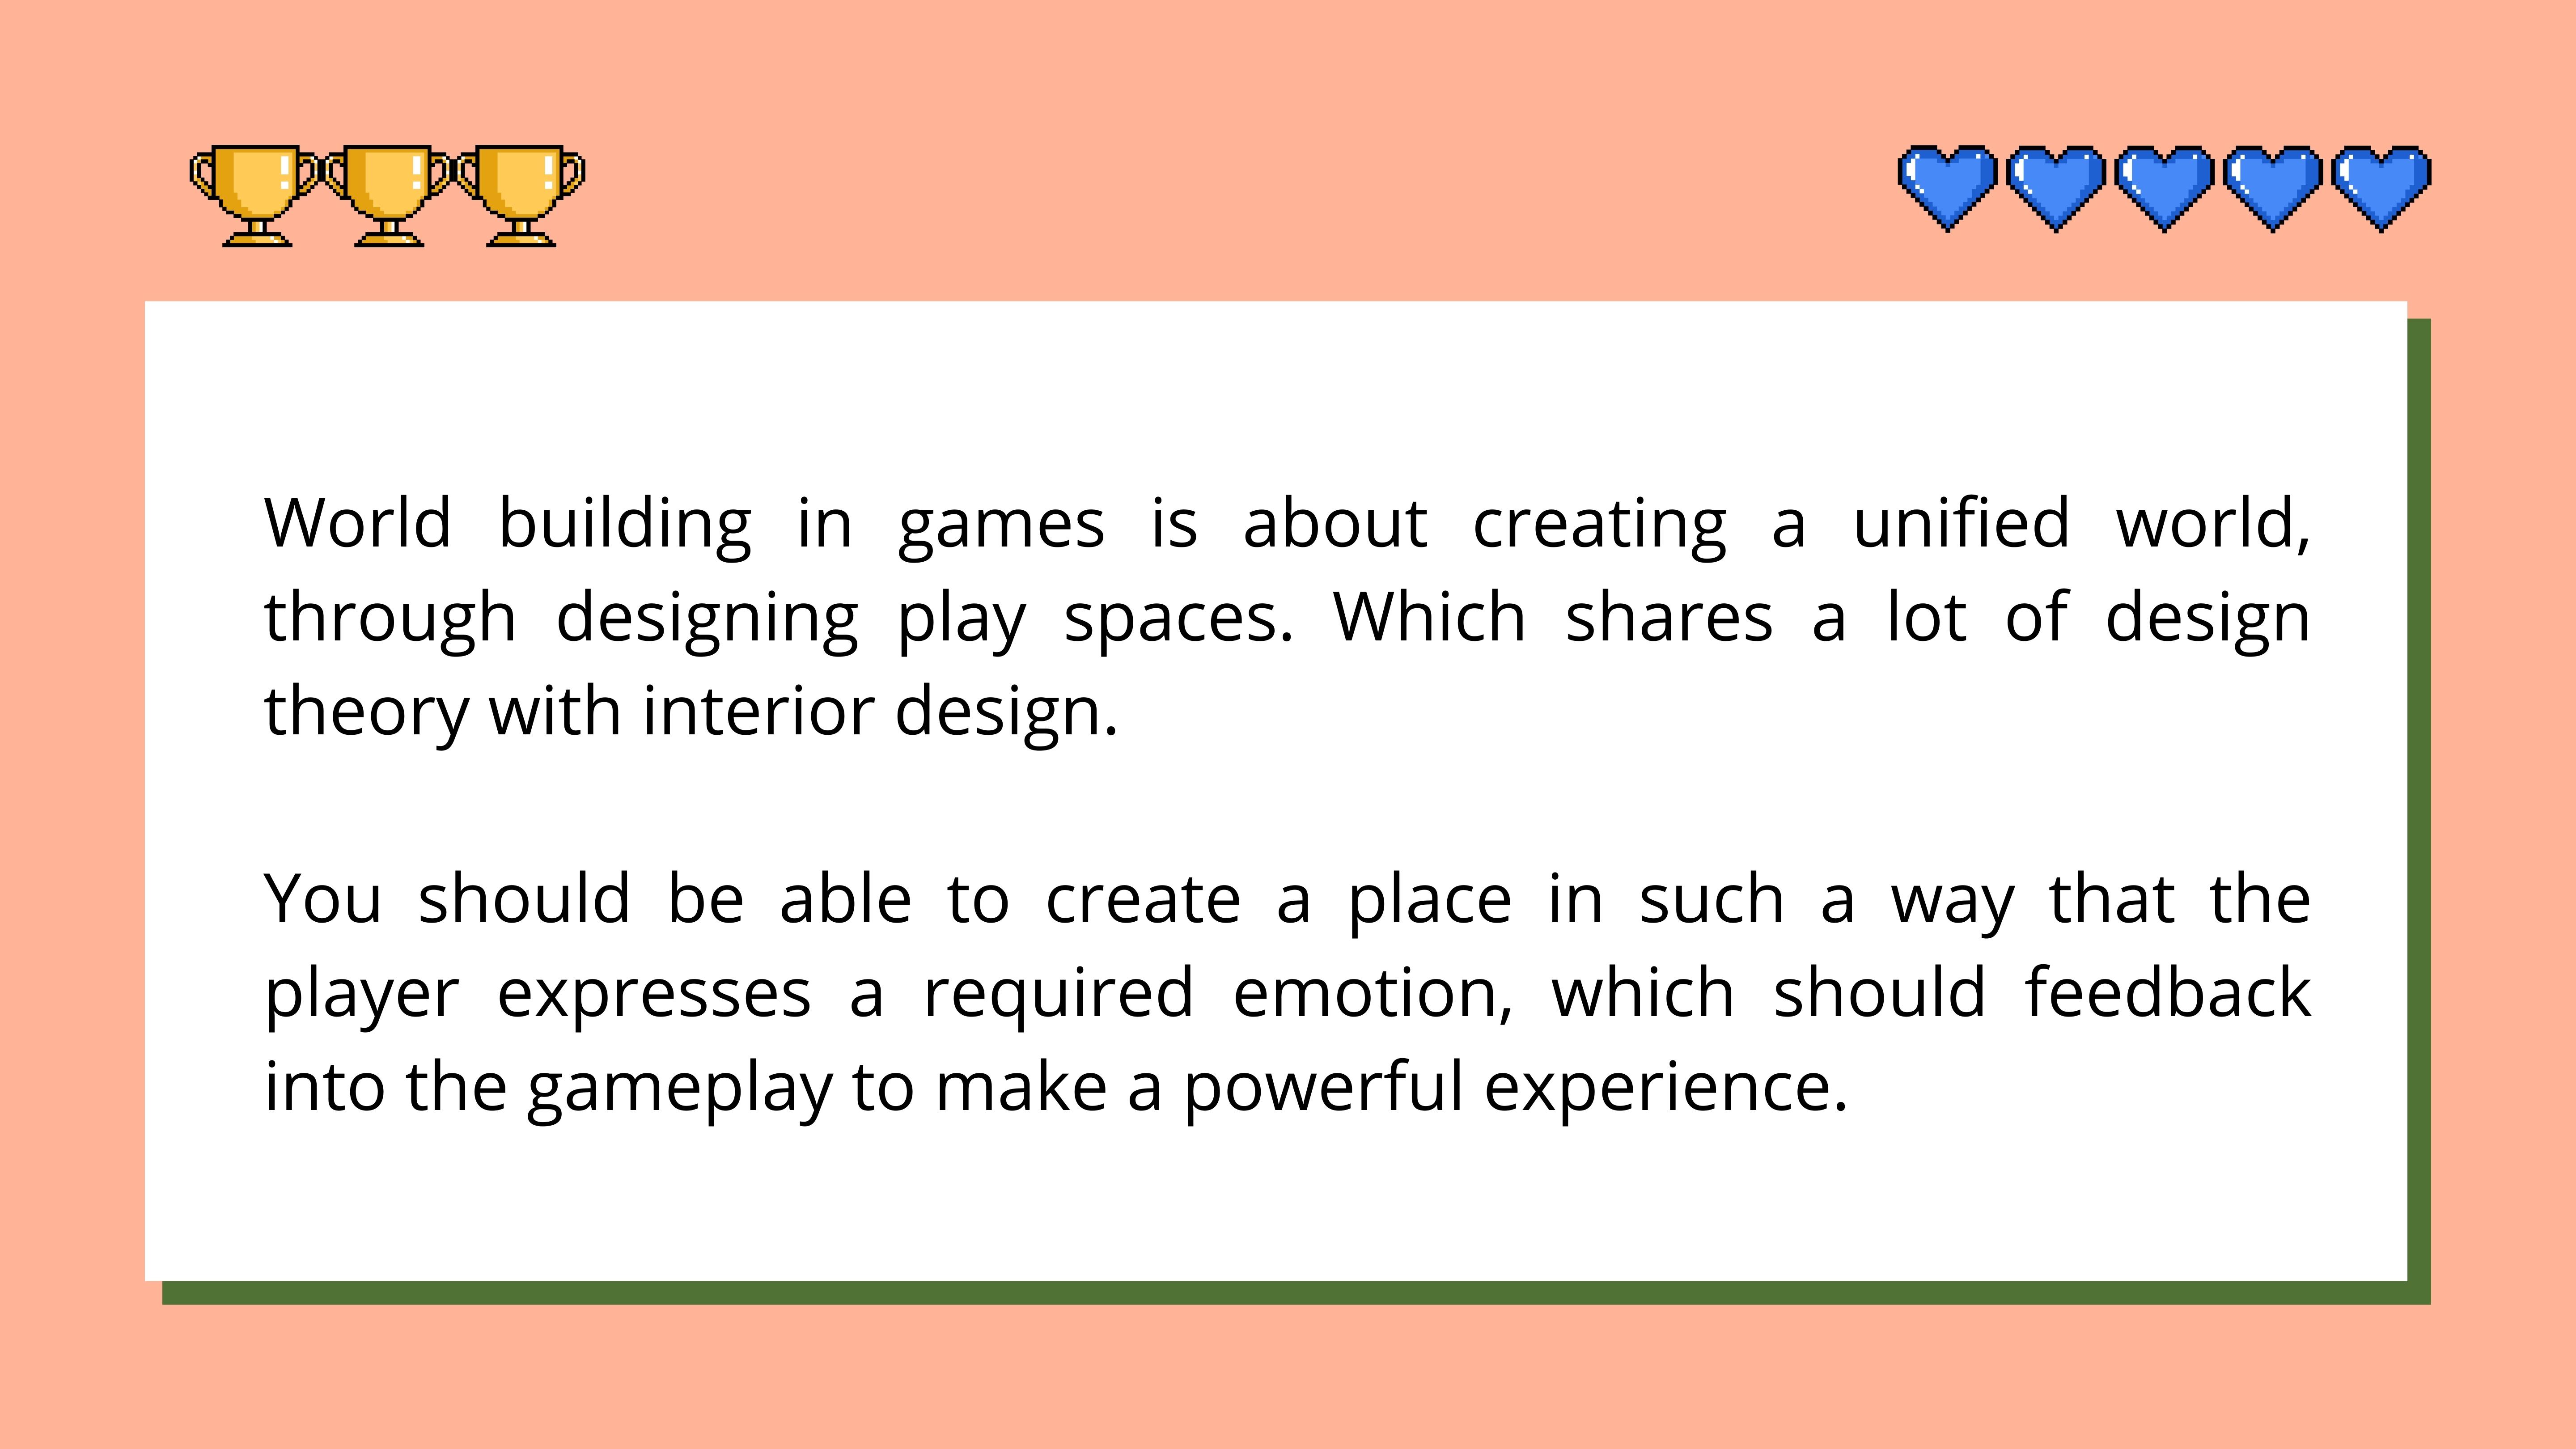 World building in games is about creating a unified world,
through designing play spaces. Which shares a lot of design
theory with interior design.
You should be able to create a place in such a way that the
player expresses a required emotion, which should feedback
into the gameplay to make a powerful experience.